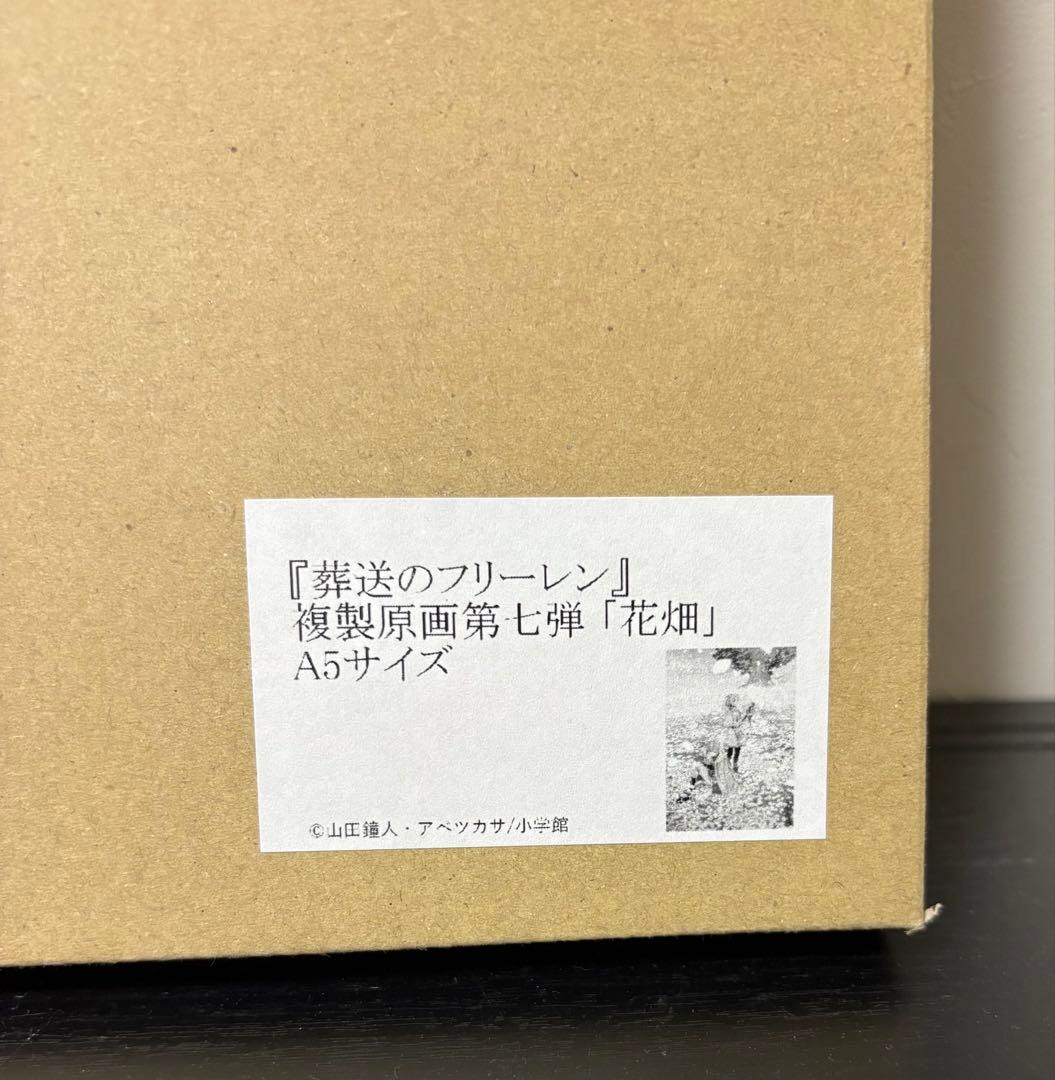 『葬送のフリーレン』
複製原画第七弾「花畑」
A5サイズ
©山田鐘人・アベツカサ/小学館